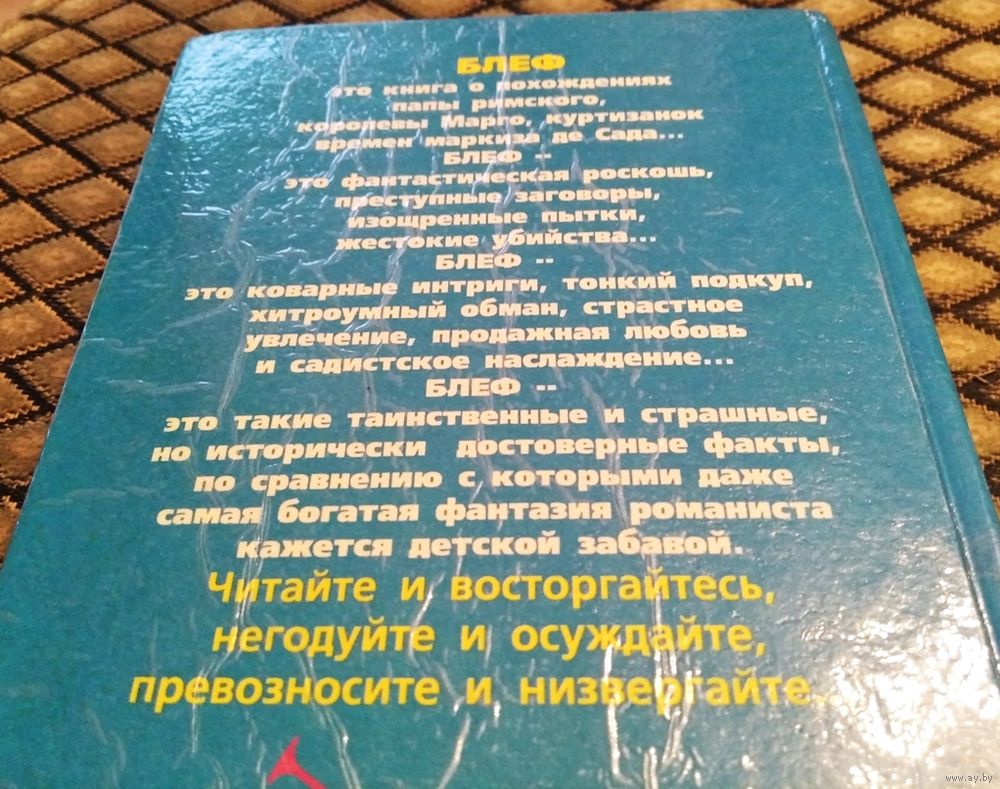 БЛЕФ
это книга о похождениях
папы римского,
королевы Марго, куртизанок
времен маркиза де Сада...
БЛЕФ --
это фантастическая роскошь,
преступные заговоры,
изощренные пытки,
жестокие убийства...
БЛЕФ --
это коварные интриги, тонкий подкуп,
хитроумный обман, страстное
увлечение, продажная любовь
и садистское наслаждение...
БЛЕФ --
это такие таинственные и страшные,
но исторически достоверные факты,
по сравнению с которыми даже
самая богатая фантазия романиста
кажется детской забавой.
Читайте и восторгайтесь,
негодуйте и осуждайте,
превозносите и низвергайте...
www.ay.by